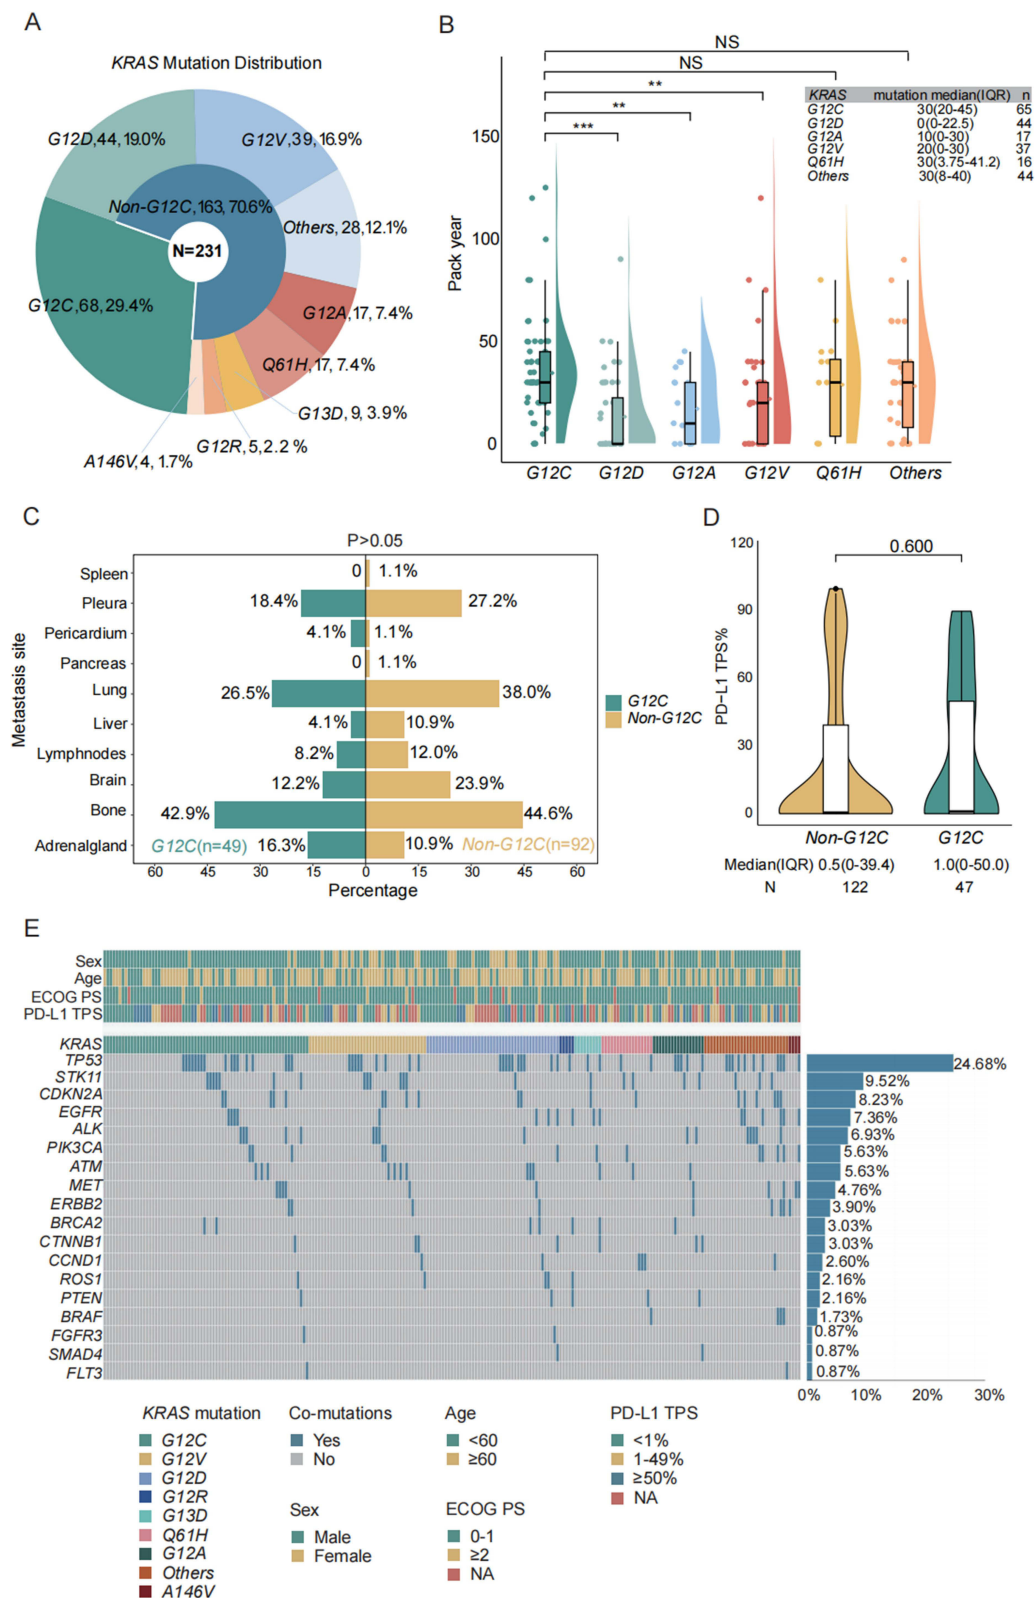 A
KRAS Mutation Distribution
G12D,44,19.0%
G12V,39,16.9%
Non-G12C,163,70.6%
Others,28,12.1%
N=231
G12C,68,29.4%
G12A,17,7.4%
Q61H,17,7.4%
G13D, 9, 3.9%
G12R, 5,2.2 %
A146V,4, 1.7%
B
NS
NS
**
**
***
KRAS mutation median(IQR) n
G12C 30(20-45) 65
G12D 0(0-22.5) 44
G12A 10(0-30) 17
G12V 20(0-30) 37
Q61H 30(3.75-41.2) 16
Others 30(8-40) 44
Pack year
150
100
50
0
G12C G12D G12A G12V Q61H Others
C
P>0.05
Metastasis site
Spleen 0 1.1%
Pleura 18.4% 27.2%
Pericardium 4.1% 1.1%
Pancreas 0 1.1%
Lung 26.5% 38.0%
Liver 4.1% 10.9%
Lymphnodes 8.2% 12.0%
Brain 12.2% 23.9%
Bone 42.9% 44.6%
Adrenalgland G12C(n=49) 16.3% 10.9% Non-G12C(n=92)
60 45 30 15 0 15 30 45 60
Percentage
G12C
Non-G12C
D
0.600
PD-L1 TPS%
120
90
60
30
0
Non-G12C G12C
Median(IQR) 0.5(0-39.4) 1.0(0-50.0)
N 122 47
E
Sex
Age
ECOG PS
PD-L1 TPS
KRAS
TP53 24.68%
STK11 9.52%
CDKN2A 8.23%
EGFR 7.36%
ALK 6.93%
PIK3CA 5.63%
ATM 5.63%
MET 4.76%
ERBB2 3.90%
BRCA2 3.03%
CTNNB1 3.03%
CCND1 2.60%
ROS1 2.16%
PTEN 2.16%
BRAF 1.73%
FGFR3 0.87%
SMAD4 0.87%
FLT3 0.87%
0% 10% 20% 30%
KRAS mutation
G12C
G12V
G12D
G12R
G13D
Q61H
G12A
Others
A146V
Co-mutations
Yes
No
Sex
Male
Female
Age
<60
≥60
ECOG PS
0-1
≥2
NA
PD-L1 TPS
<1%
1-49%
≥50%
NA